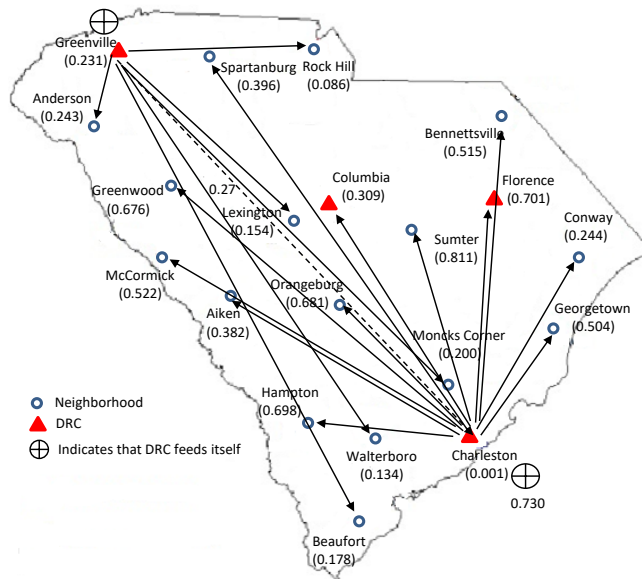 Greenville
(0.231)
Spartanburg
(0.396)
Rock Hill
(0.086)
Anderson
(0.243)
Bennettsville
(0.515)
Greenwood
(0.676)
0.27
Columbia
(0.309)
Florence
(0.701)
Lexington
(0.154)
Sumter
(0.811)
Conway
(0.244)
McCormick
(0.522)
Aiken
(0.382)
Orangeburg
(0.681)
Moncks Corner
(0.200)
Georgetown
(0.504)
Hampton
(0.698)
Walterboro
(0.134)
Charleston
(0.001)
0.730
Beaufort
(0.178)
Neighborhood
DRC
Indicates that DRC feeds itself